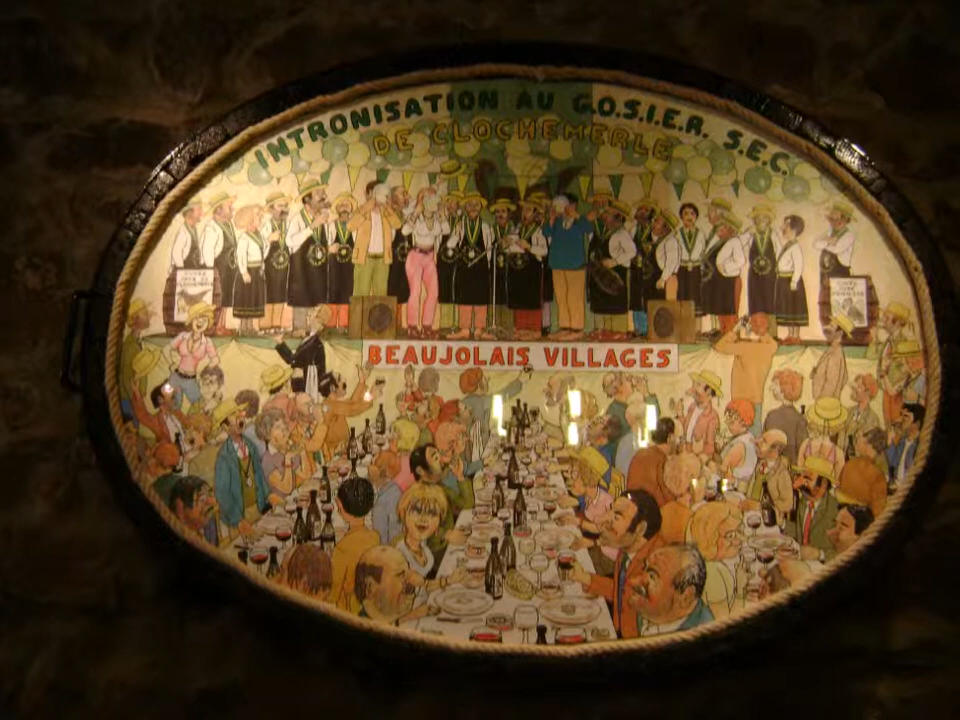 INTRONISATION AU G.O.S.I.E.R. S.E.C.
DE CLOCHEMERLE
BEAUJOLAIS VILLAGES